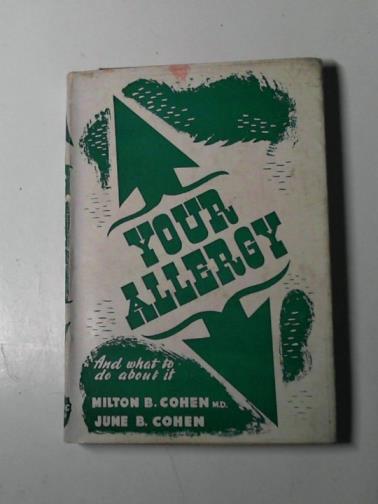 YOUR
ALLERGY
And what to
do about it
MILTON B. COHEN M.D.
JUNE B. COHEN